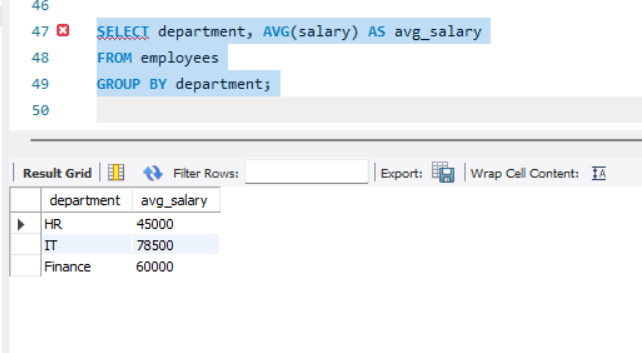 46
47 SELECT department, AVG(salary) AS avg_salary
48 FROM employees
49 GROUP BY department;
50
Result Grid Filter Rows: Export: Wrap Cell Content: IA
department avg_salary
HR 45000
IT 78500
Finance 60000